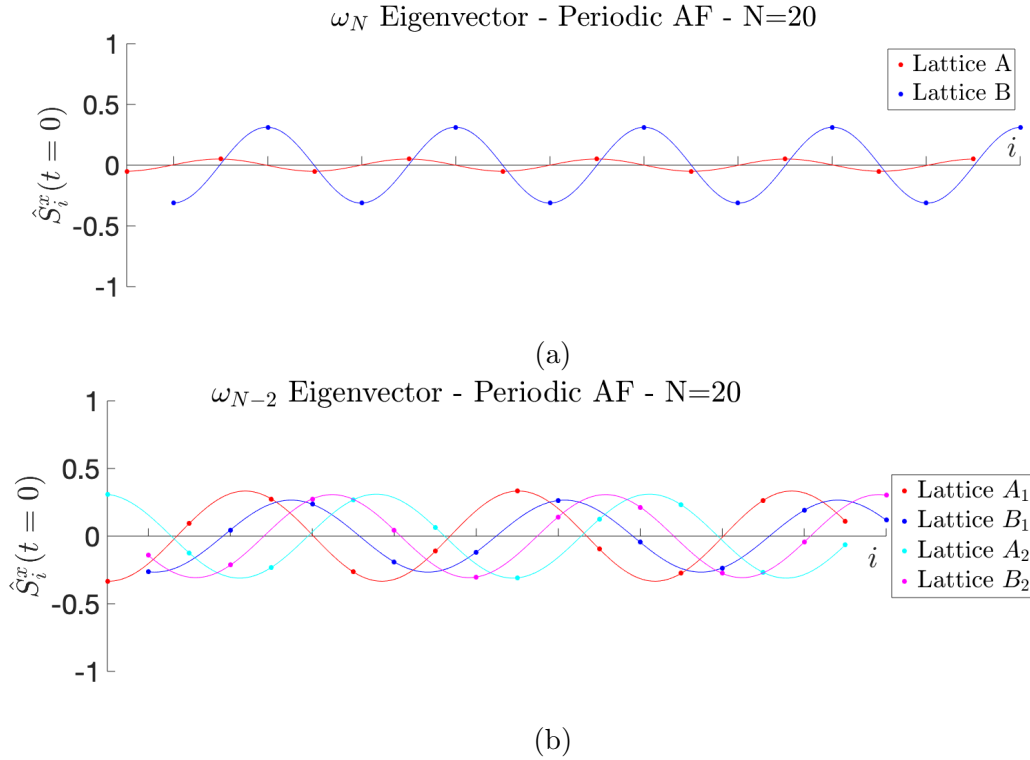 ω_N Eigenvector - Periodic AF - N=20
Ŝ_i^x(t = 0)
1
0.5
0
-0.5
-1
i
Lattice A
Lattice B
(a)
ω_{N-2} Eigenvector - Periodic AF - N=20
Ŝ_i^x(t = 0)
1
0.5
0
-0.5
-1
i
Lattice A_1
Lattice B_1
Lattice A_2
Lattice B_2
(b)